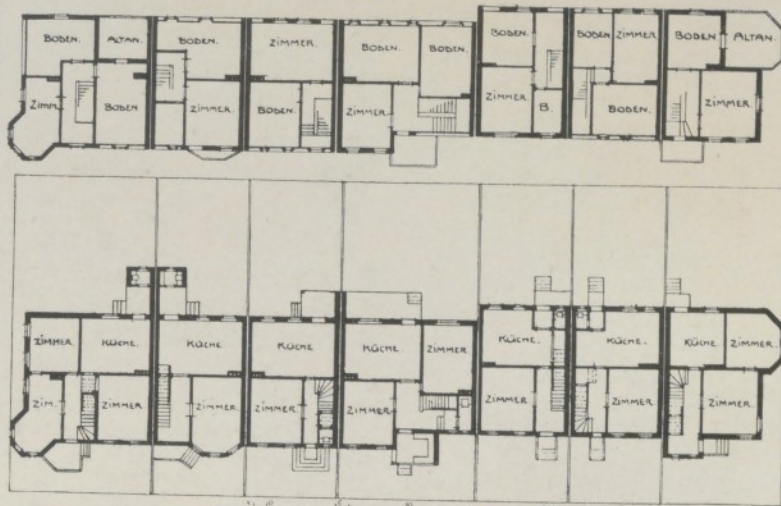 BODEN. ALTAN. BODEN. ZIMMER. BODEN. BODEN. BODEN. BODEN. ZIMMER. BODEN. ALTAN.
ZIMM. BODEN ZIMMER. BODEN. ZIMMER. ZIMMER. B. BODEN. ZIMMER.
ZIMMER. KÜCHE. KÜCHE KÜCHE KÜCHE. ZIMMER KÜCHE. KÜCHE. KÜCHE. ZIMMER.
ZIM. ZIMMER. ZIMMER. ZIMMER. ZIMMER. ZIMMER. ZIMMER. ZIMMER.